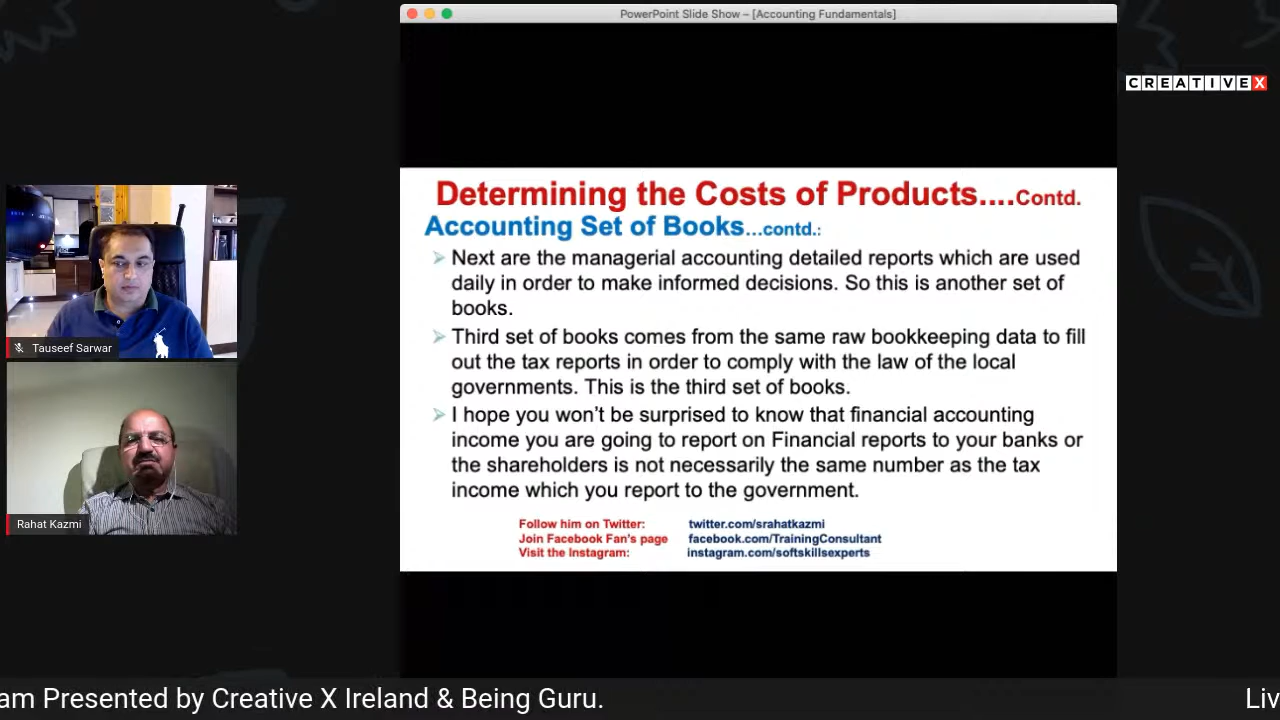 PowerPoint Slide Show – [Accounting Fundamentals]
CREATIVEX
Determining the Costs of Products....Contd.
Accounting Set of Books...contd.:
Next are the managerial accounting detailed reports which are used
daily in order to make informed decisions. So this is another set of
books.
Third set of books comes from the same raw bookkeeping data to fill
out the tax reports in order to comply with the law of the local
governments. This is the third set of books.
I hope you won't be surprised to know that financial accounting
income you are going to report on Financial reports to your banks or
the shareholders is not necessarily the same number as the tax
income which you report to the government.
Follow him on Twitter: twitter.com/srahatkazmi
Join Facebook Fan's page facebook.com/TrainingConsultant
Visit the Instagram: instagram.com/softskillsexperts
Tauseef Sarwar
Rahat Kazmi
am Presented by Creative X Ireland & Being Guru. Liv